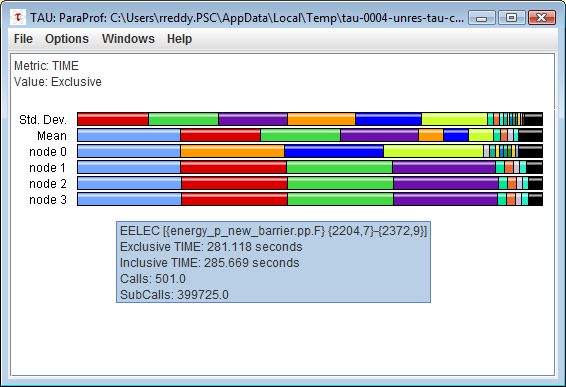 TAU: ParaProf: C:\Users\rreddy.PSC\AppData\Local\Temp\tau-0004-unres-tau-c...
File Options Windows Help
Metric: TIME
Value: Exclusive
Std. Dev.
Mean
node 0
node 1
node 2
node 3
EELEC [{energy_p_new_barrier.pp.F} {2204,7}-{2372,9}]
Exclusive TIME: 281.118 seconds
Inclusive TIME: 285.669 seconds
Calls: 501.0
SubCalls: 399725.0